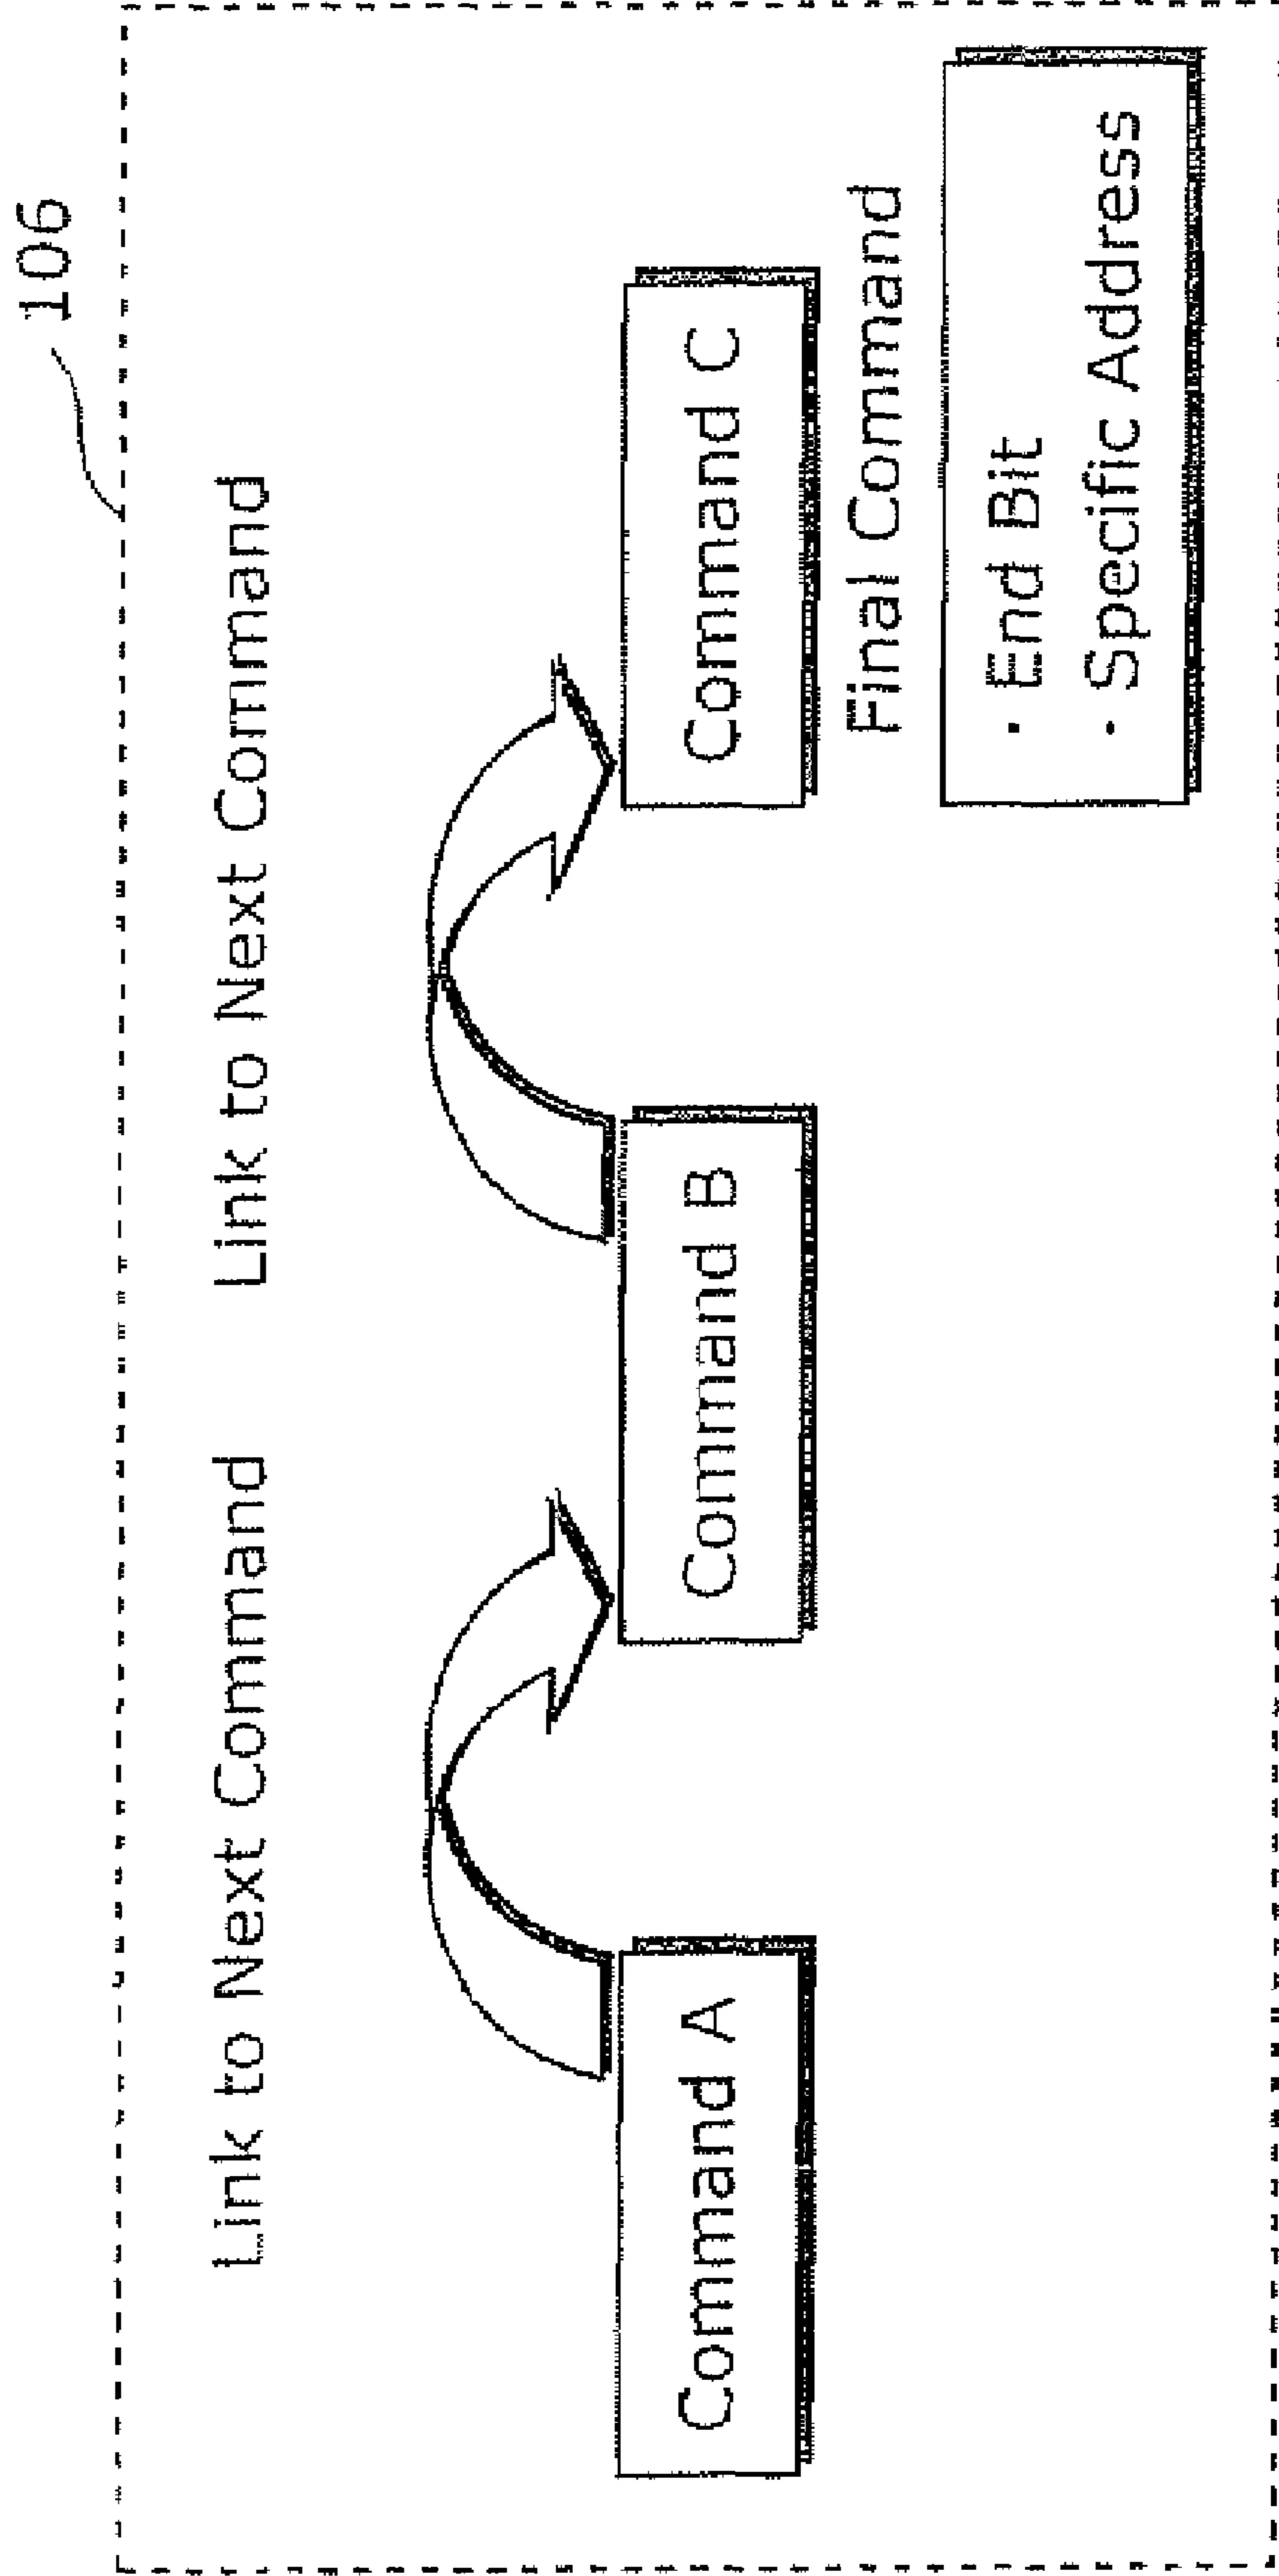 106
Link to Next Command
Link to Next Command
Command A
Command B
Command C
Final Command
· End Bit
· Specific Address